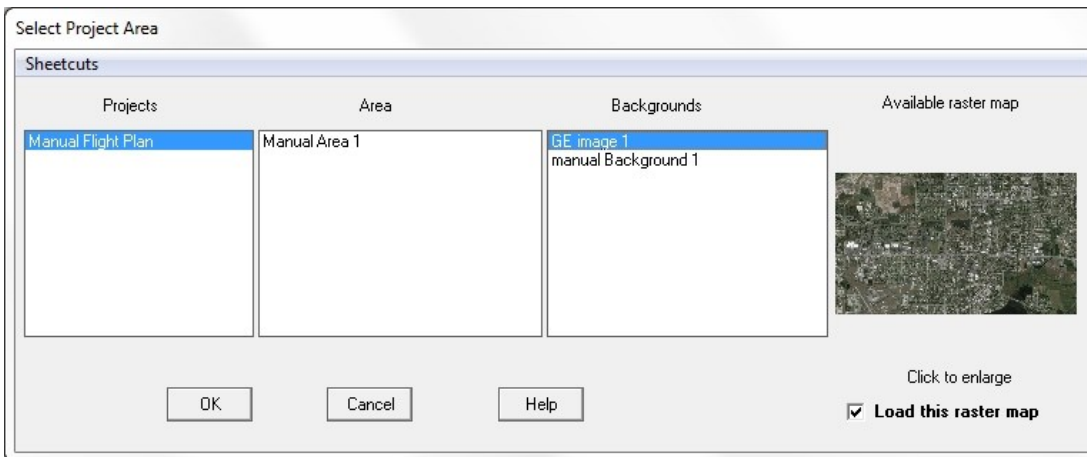 Select Project Area
Sheetcuts
Projects
Area
Backgrounds
Available raster map
Manual Flight Plan
Manual Area 1
GE image 1
manual Background 1
Click to enlarge
OK
Cancel
Help
Load this raster map